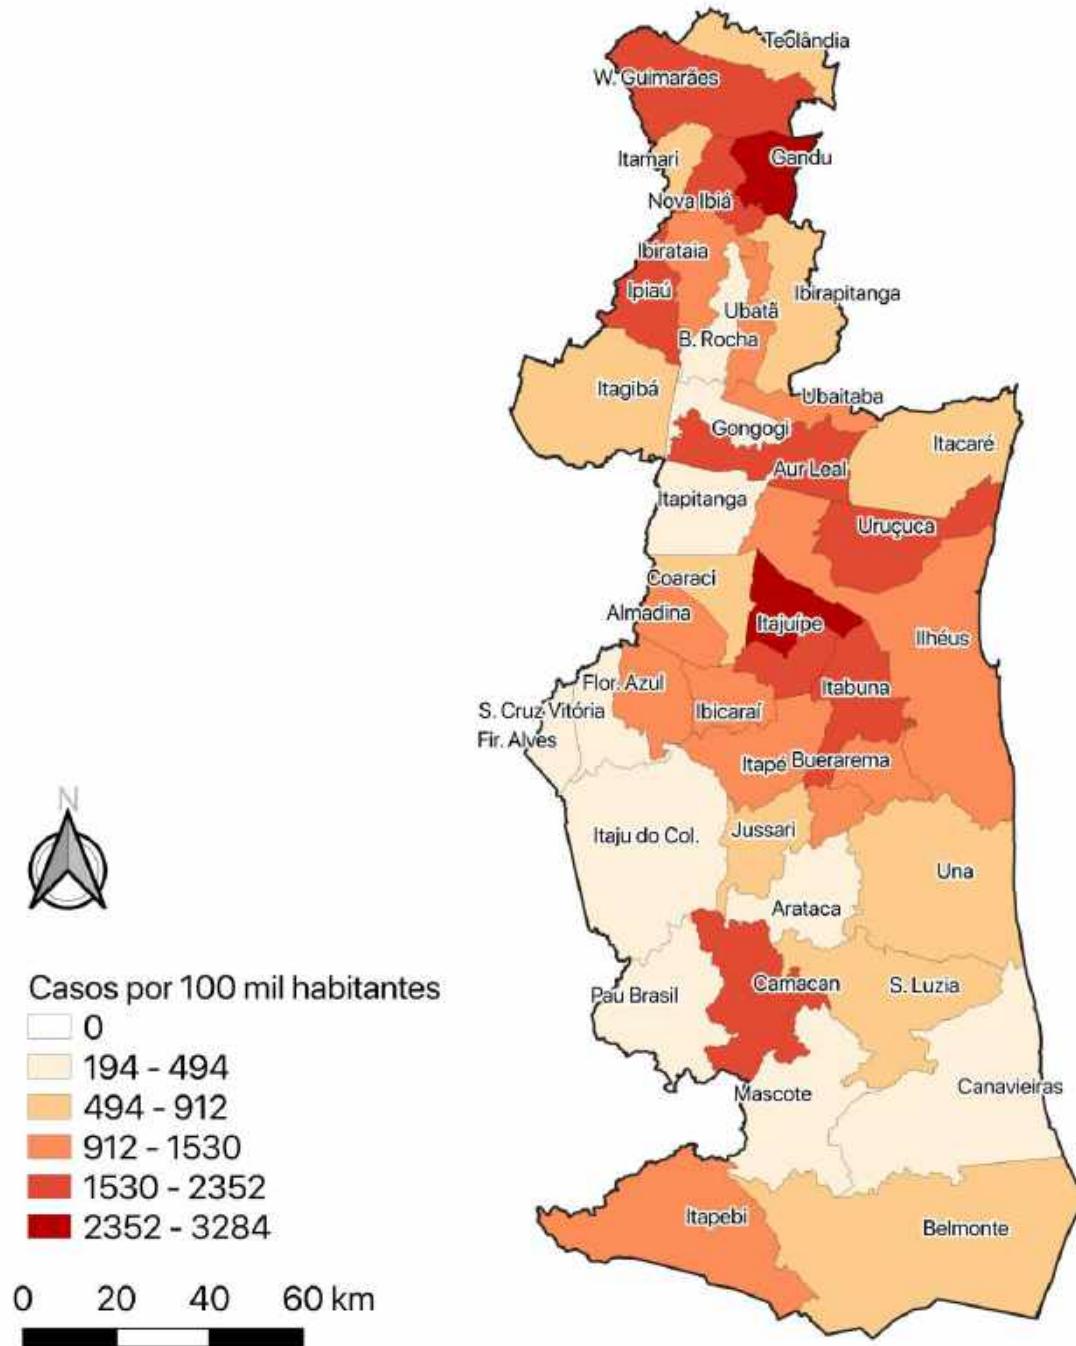 Teolândia
W. Guimarães
Gandu
Itamari
Nova Ibiá
Ibirataia
Ipiaú
Ibirapitanga
Ubatã
B. Rocha
Itagibá
Ubaitaba
Gongogi
Itacaré
Aur Leal
Itapitanga
Uruçuca
Coaraci
Almadina
Itajuípe
Ilhéus
Flor. Azul
Itabuna
S. Cruz Vitória
Ibicaraí
Fir. Alves
Itapé
Buerarema
N
Itaju do Col.
Jussari
Una
Arataca
Camacan
S. Luzia
Pau Brasil
Canavieiras
Mascote
Itapebi
Belmonte
Casos por 100 mil habitantes
0
194 - 494
494 - 912
912 - 1530
1530 - 2352
2352 - 3284
0 20 40 60 km